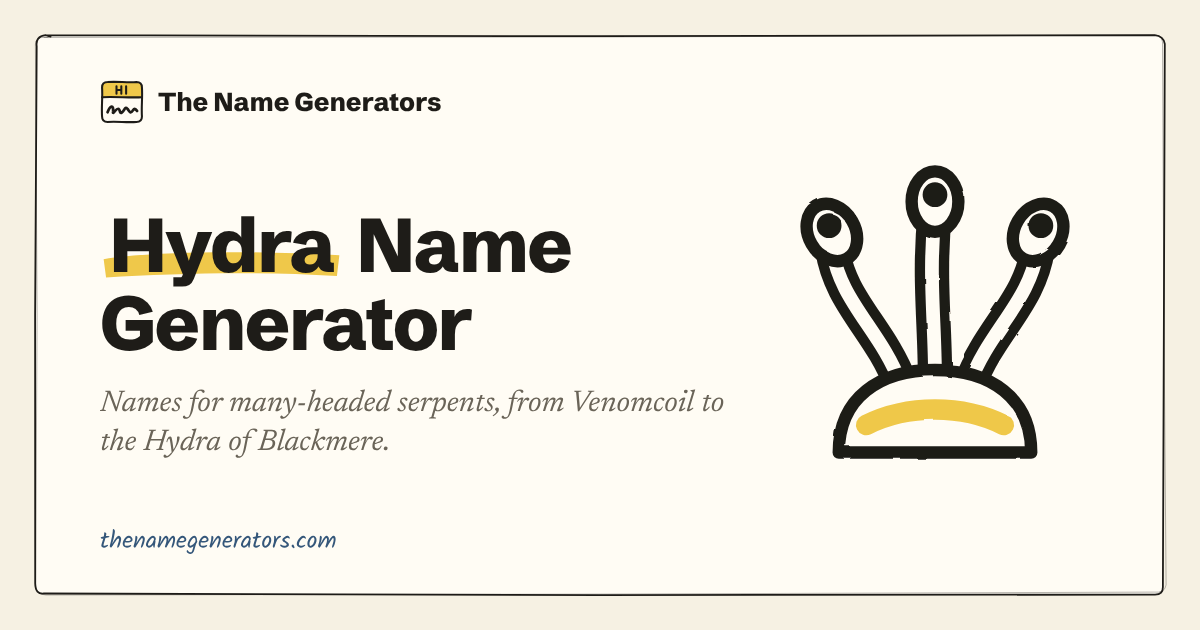 HI
The Name Generators
Hydra Name
Generator
Names for many-headed serpents, from Venomcoil to
the Hydra of Blackmere.
thenamegenerators.com